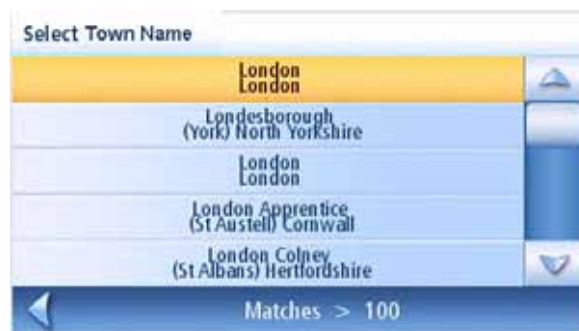 Select Town Name
London
London
Londesborough
(York) North Yorkshire
London
London
London Apprentice
(St Austell) Cornwall
London Colney
(St Albans) Hertfordshire
Matches > 100